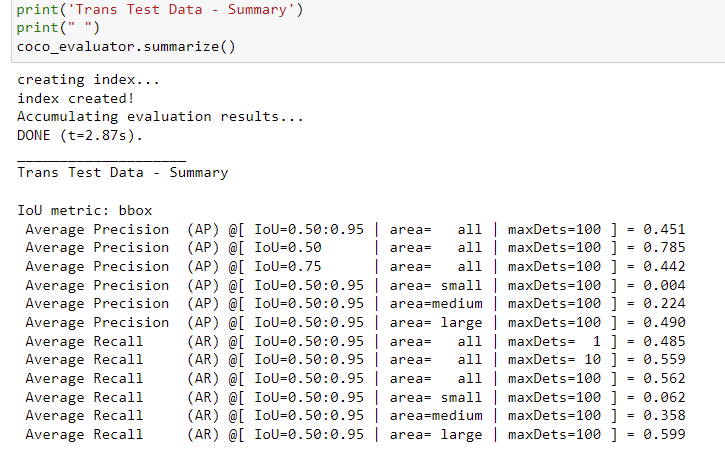 print('Trans Test Data - Summary')
print(" ")
coco_evaluator.summarize()
creating index...
index created!
Accumulating evaluation results...
DONE (t=2.87s).
____________________
Trans Test Data - Summary
IoU metric: bbox
Average Precision  (AP) @[ IoU=0.50:0.95 | area=   all | maxDets=100 ] = 0.451
Average Precision  (AP) @[ IoU=0.50      | area=   all | maxDets=100 ] = 0.785
Average Precision  (AP) @[ IoU=0.75      | area=   all | maxDets=100 ] = 0.442
Average Precision  (AP) @[ IoU=0.50:0.95 | area= small | maxDets=100 ] = 0.004
Average Precision  (AP) @[ IoU=0.50:0.95 | area=medium | maxDets=100 ] = 0.224
Average Precision  (AP) @[ IoU=0.50:0.95 | area= large | maxDets=100 ] = 0.490
Average Recall     (AR) @[ IoU=0.50:0.95 | area=   all | maxDets=  1 ] = 0.485
Average Recall     (AR) @[ IoU=0.50:0.95 | area=   all | maxDets= 10 ] = 0.559
Average Recall     (AR) @[ IoU=0.50:0.95 | area=   all | maxDets=100 ] = 0.562
Average Recall     (AR) @[ IoU=0.50:0.95 | area= small | maxDets=100 ] = 0.062
Average Recall     (AR) @[ IoU=0.50:0.95 | area=medium | maxDets=100 ] = 0.358
Average Recall     (AR) @[ IoU=0.50:0.95 | area= large | maxDets=100 ] = 0.599